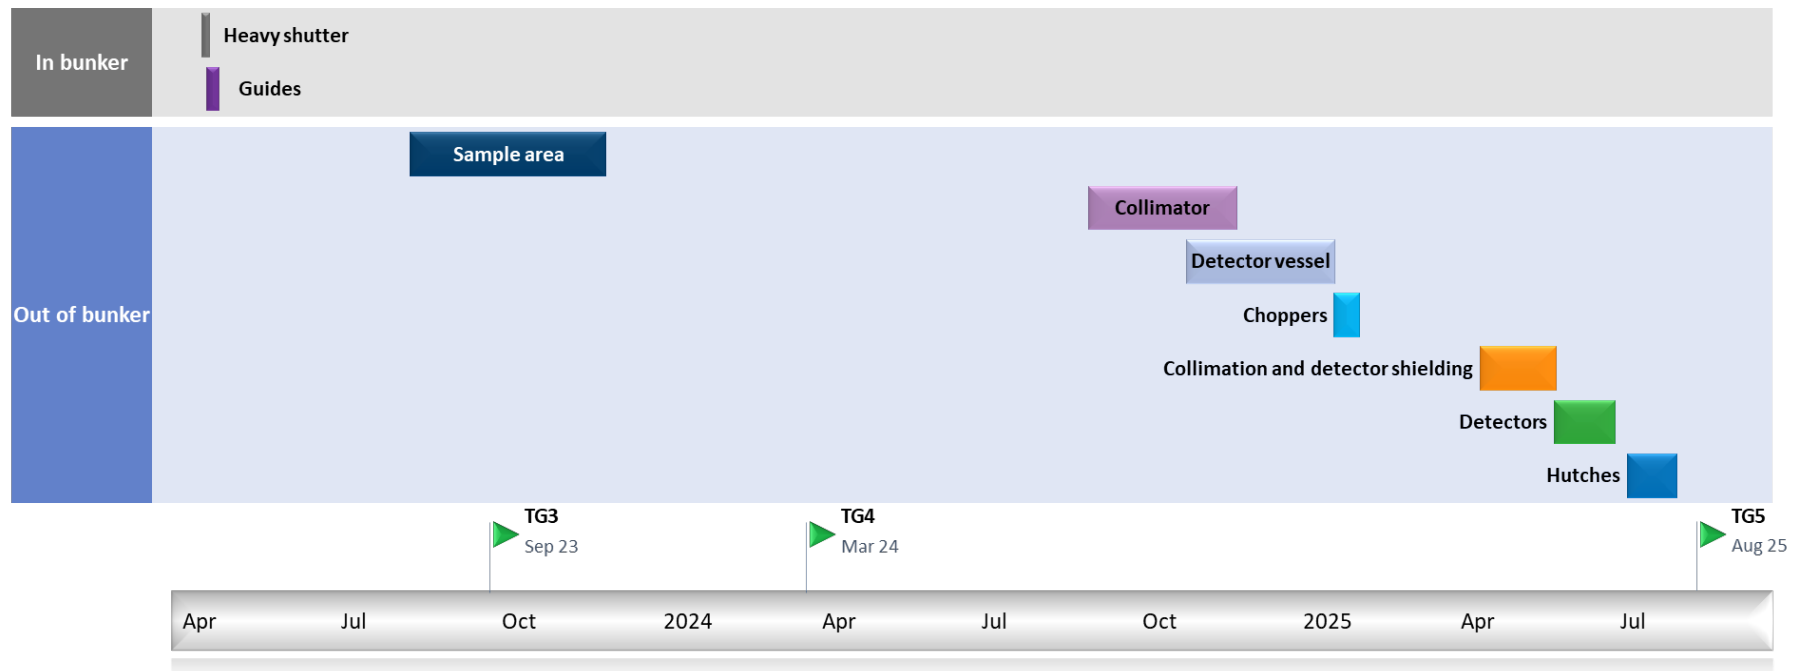 In bunker
Heavy shutter
Guides
Out of bunker
Sample area
Collimator
Detector vessel
Choppers
Collimation and detector shielding
Detectors
Hutches
TG3
Sep 23
TG4
Mar 24
TG5
Aug 25
Apr Jul Oct 2024 Apr Jul Oct 2025 Apr Jul